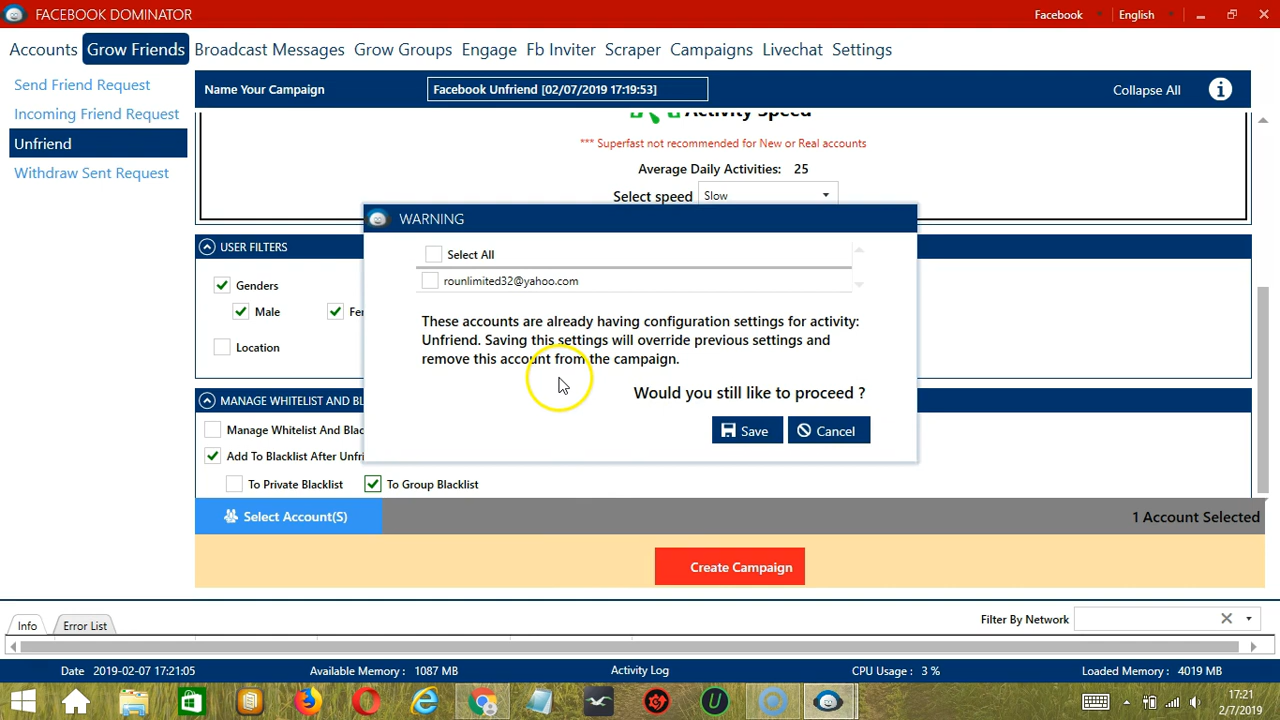 FACEBOOK DOMINATOR
Facebook English
Accounts Grow Friends Broadcast Messages Grow Groups Engage Fb Inviter Scraper Campaigns Livechat Settings
Send Friend Request
Incoming Friend Request
Unfriend
Withdraw Sent Request
Name Your Campaign Facebook Unfriend [02/07/2019 17:19:53] Collapse All
Activity Speed
*** Superfast not recommended for New or Real accounts
Average Daily Activities: 25
Select speed Slow
WARNING
Select All
rounlimited32@yahoo.com
These accounts are already having configuration settings for activity:
Unfriend. Saving this settings will override previous settings and
remove this account from the campaign.
Would you still like to proceed ?
Save Cancel
USER FILTERS
Genders
Male Fe
Location
MANAGE WHITELIST AND BL
Manage Whitelist And Blac
Add To Blacklist After Unfri
To Private Blacklist To Group Blacklist
Select Account(S) 1 Account Selected
Create Campaign
Info Error List Filter By Network
Date 2019-02-07 17:21:05 Available Memory : 1087 MB Activity Log CPU Usage : 3 % Loaded Memory : 4019 MB
17:21
2/7/2019